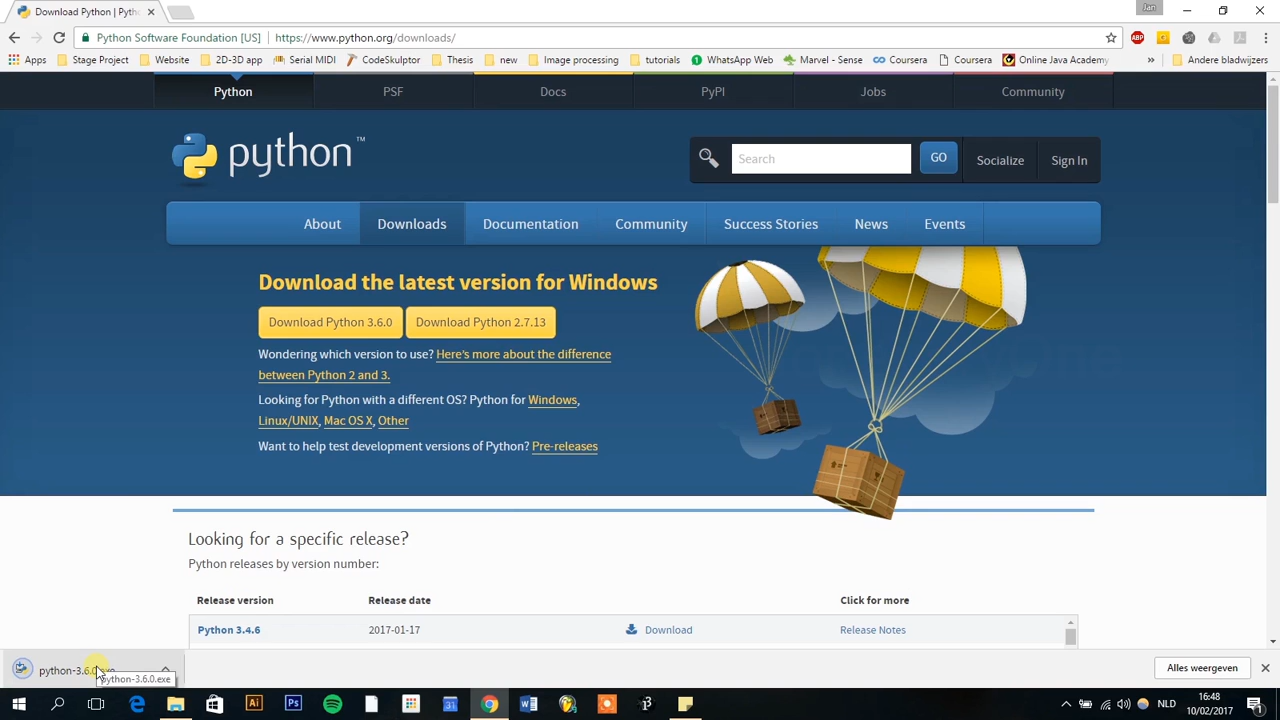 Download Python | Pyth
Jan
Python Software Foundation [US]
https://www.python.org/downloads/
Apps
Stage Project
Website
2D-3D app
Serial MIDI
CodeSkulptor
Thesis
new
Image processing
tutorials
WhatsApp Web
Marvel - Sense
Coursera
Coursera
Online Java Academy
»
Andere bladwijzers
Python
PSF
Docs
PyPI
Jobs
Community
python™
Search
GO
Socialize
Sign In
About
Downloads
Documentation
Community
Success Stories
News
Events
Download the latest version for Windows
Download Python 3.6.0
Download Python 2.7.13
Wondering which version to use? Here's more about the difference
between Python 2 and 3.
Looking for Python with a different OS? Python for Windows,
Linux/UNIX, Mac OS X, Other
Want to help test development versions of Python? Pre-releases
Looking for a specific release?
Python releases by version number:
Release version
Release date
Click for more
Python 3.4.6
2017-01-17
Download
Release Notes
python-3.6.0.exe
python-3.6.0.exe
Alles weergeven
NLD
16:48
10/02/2017